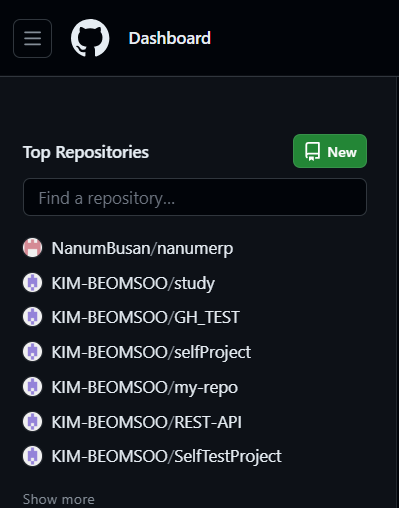 Dashboard
Top Repositories
New
Find a repository...
NanumBusan/nanumerp
KIM-BEOMSOO/study
KIM-BEOMSOO/GH_TEST
KIM-BEOMSOO/selfProject
KIM-BEOMSOO/my-repo
KIM-BEOMSOO/REST-API
KIM-BEOMSOO/SelfTestProject
Show more